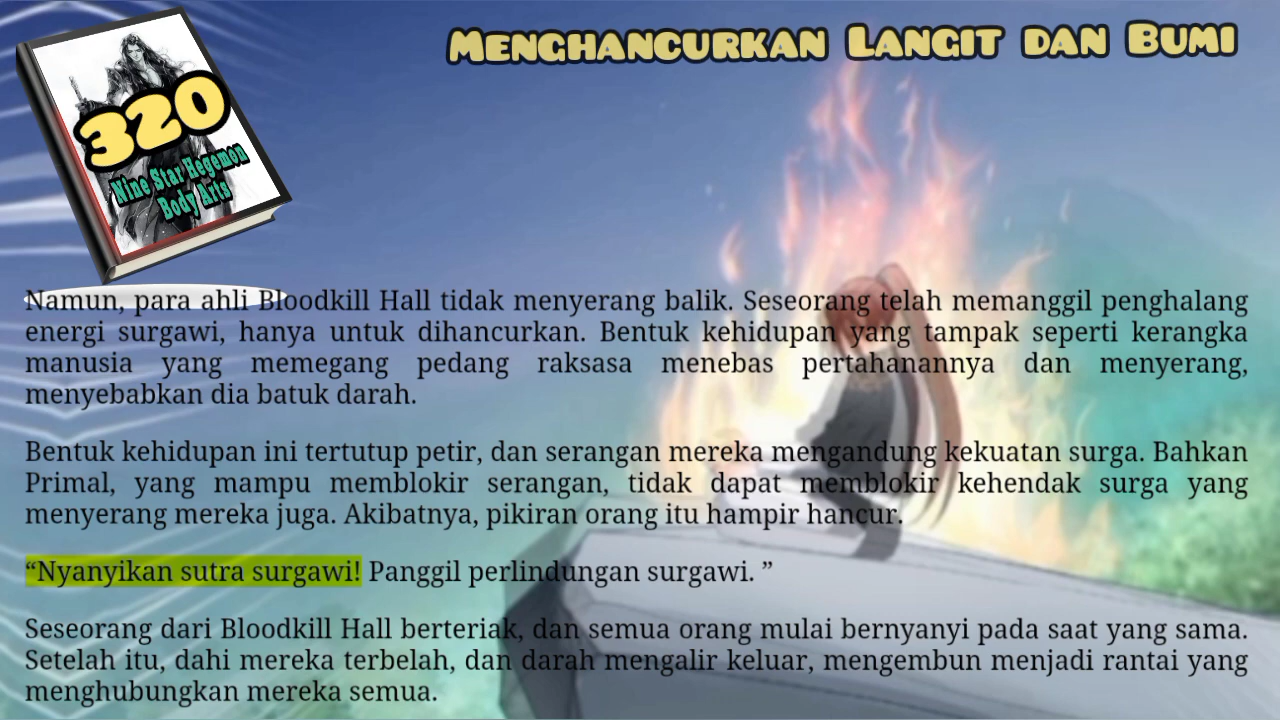 Menghancurkan Langit dan Bumi
320
Nine Star Hegemon
Body Arts
Namun, para ahli Bloodkill Hall tidak menyerang balik. Seseorang telah memanggil penghalang
energi surgawi, hanya untuk dihancurkan. Bentuk kehidupan yang tampak seperti kerangka
manusia yang memegang pedang raksasa menebas pertahanannya dan menyerang,
menyebabkan dia batuk darah.
Bentuk kehidupan ini tertutup petir, dan serangan mereka mengandung kekuatan surga. Bahkan
Primal, yang mampu memblokir serangan, tidak dapat memblokir kehendak surga yang
menyerang mereka juga. Akibatnya, pikiran orang itu hampir hancur.
“Nyanyikan sutra surgawi! Panggil perlindungan surgawi. ”
Seseorang dari Bloodkill Hall berteriak, dan semua orang mulai bernyanyi pada saat yang sama.
Setelah itu, dahi mereka terbelah, dan darah mengalir keluar, mengembun menjadi rantai yang
menghubungkan mereka semua.